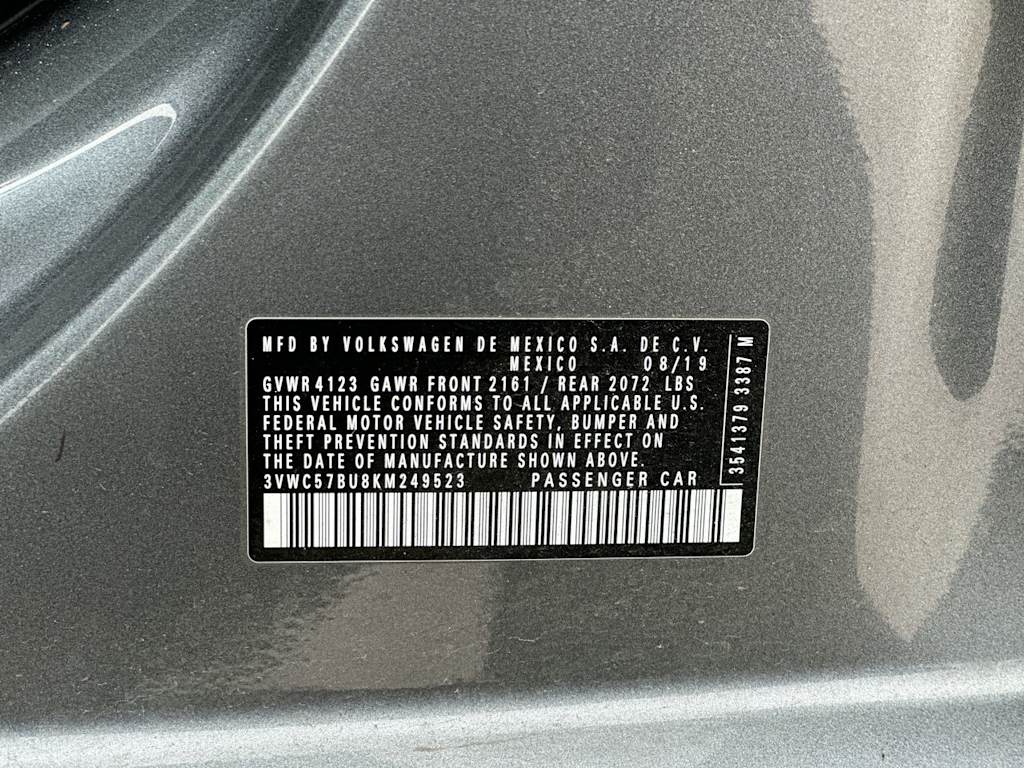 MFD BY VOLKSWAGEN DE MEXICO S.A. DE C.V.
MEXICO 08/19
GVWR 4123 GAWR FRONT 2161 / REAR 2072 LBS
THIS VEHICLE CONFORMS TO ALL APPLICABLE U.S.
FEDERAL MOTOR VEHICLE SAFETY, BUMPER AND
THEFT PREVENTION STANDARDS IN EFFECT ON
THE DATE OF MANUFACTURE SHOWN ABOVE.
3VWC57BU8KM249523 PASSENGER CAR
3541379 3387 M